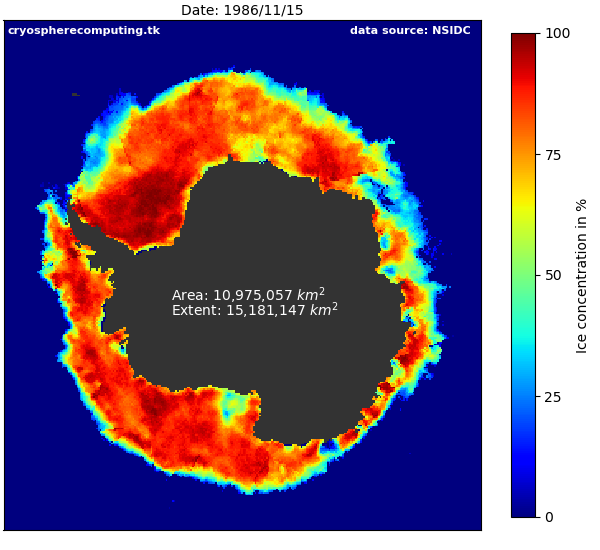 Date: 1986/11/15
cryospherecomputing.tk data source: NSIDC
100
75
50
25
0
Ice concentration in %
Area: 10,975,057 km²
Extent: 15,181,147 km²